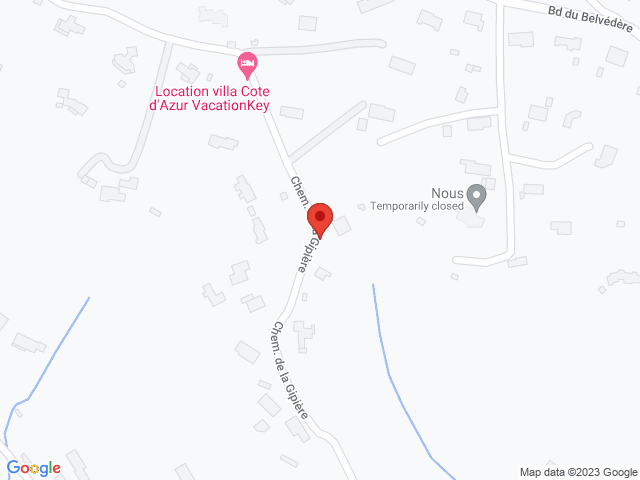 Bd du Belvédère
Location villa Cote
d'Azur VacationKey
Chem. Gipière
Nous
Temporarily closed
Chem. de la Gipière
Google
Map data ©2023 Google